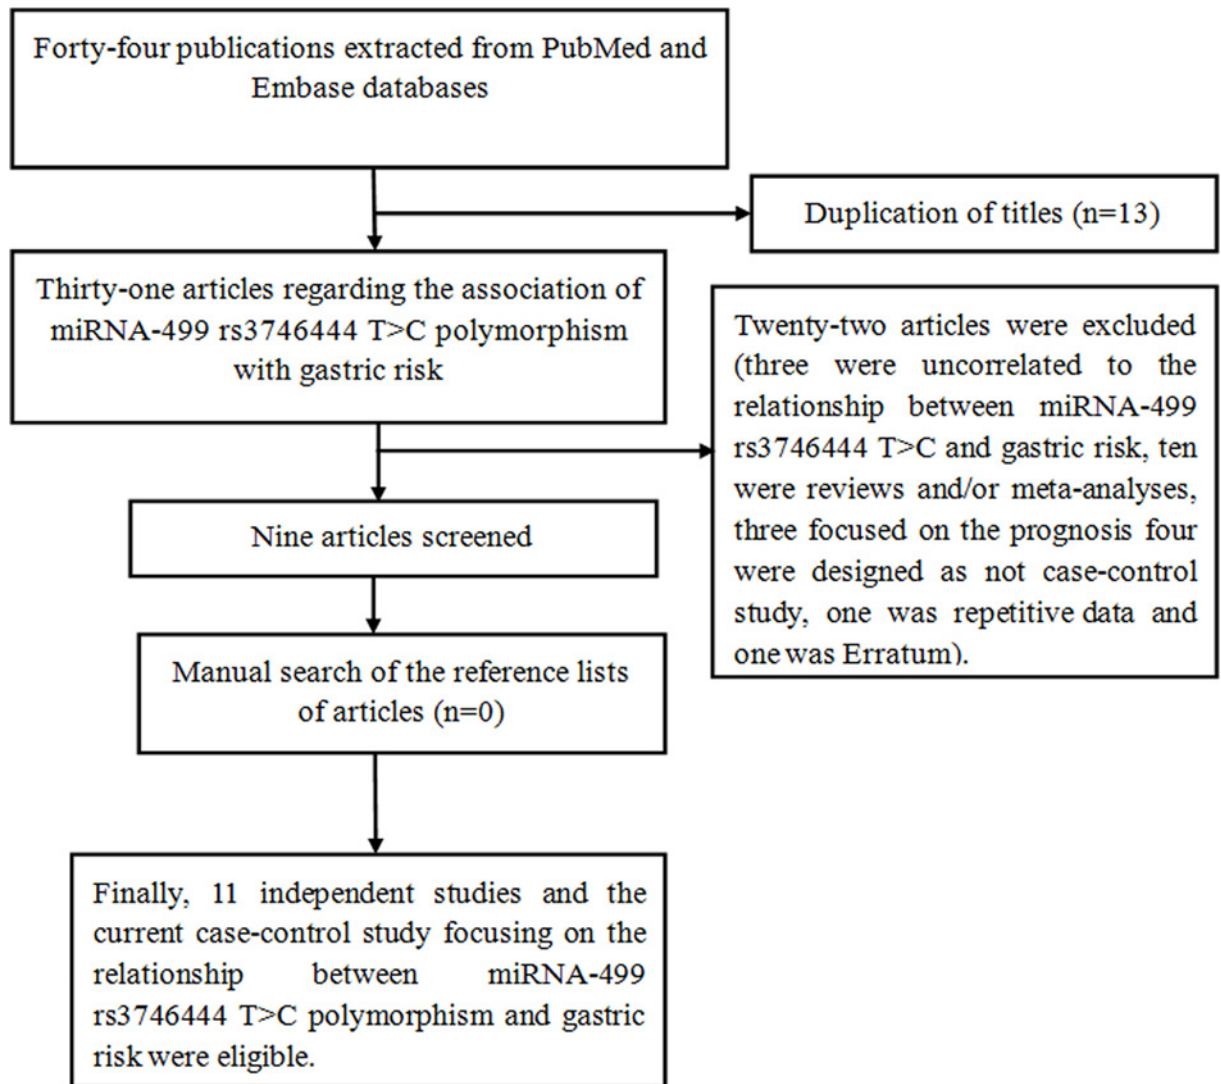 Forty-four publications extracted from PubMed and
Embase databases
Duplication of titles (n=13)
Thirty-one articles regarding the association of
miRNA-499 rs3746444 T>C polymorphism
with gastric risk
Twenty-two articles were excluded
(three were uncorrelated to the
relationship between miRNA-499
rs3746444 T>C and gastric risk, ten
were reviews and/or meta-analyses,
three focused on the prognosis four
were designed as not case-control
study, one was repetitive data and
one was Erratum).
Nine articles screened
Manual search of the reference lists
of articles (n=0)
Finally, 11 independent studies and the
current case-control study focusing on the
relationship between miRNA-499
rs3746444 T>C polymorphism and gastric
risk were eligible.